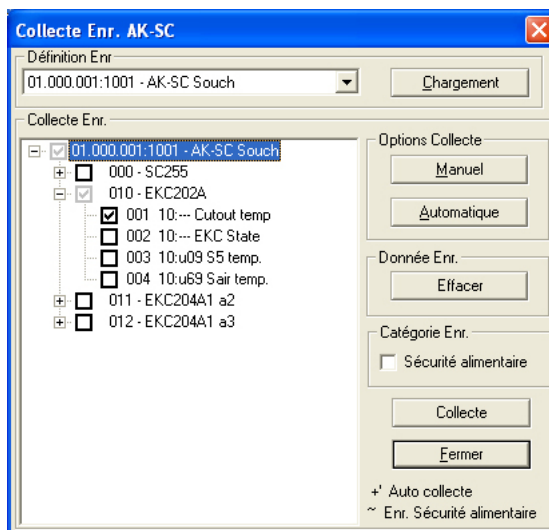 Collecte Enr. AK-SC
Définition Enr
01.000.001:1001 - AK-SC Souch
Chargement
Collecte Enr.
01.000.001:1001 - AK-SC Souch
000 - SC255
010 - EKC202A
001 10:--- Cutout temp
002 10:--- EKC State
003 10:u09 S5 temp.
004 10:u69 Sair temp.
011 - EKC204A1 a2
012 - EKC204A1 a3
Options Collecte
Manuel
Automatique
Donnée Enr.
Effacer
Catégorie Enr.
Sécurité alimentaire
Collecte
Fermer
+' Auto collecte
~ Enr. Sécurité alimentaire